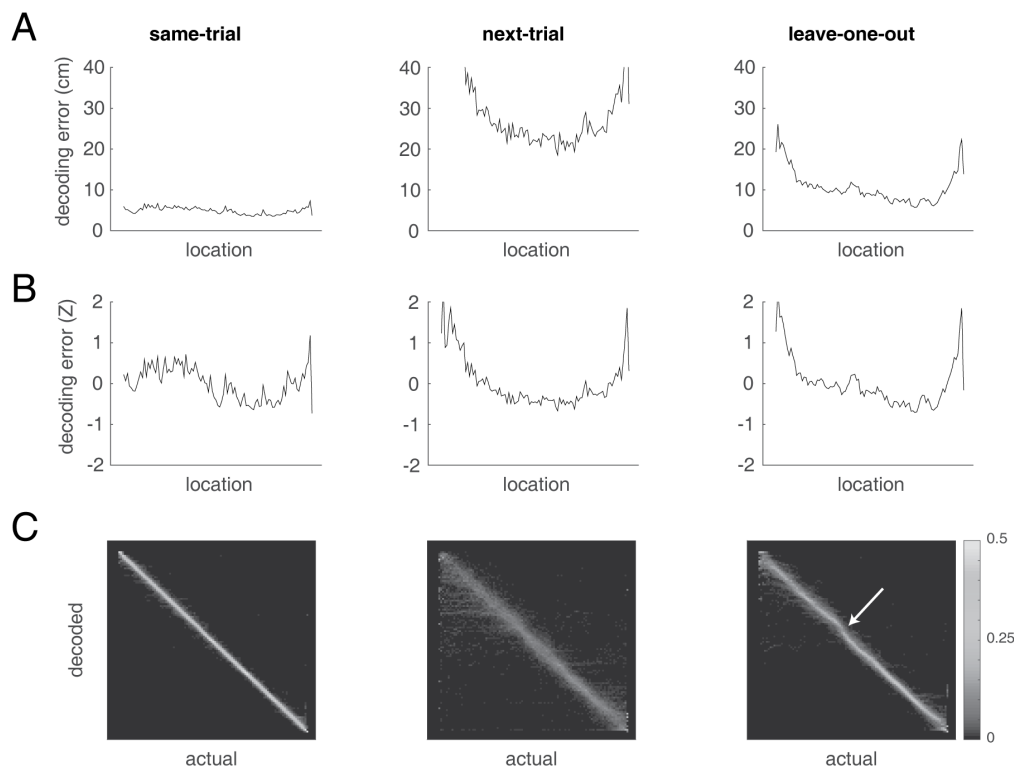 A
same-trial
next-trial
leave-one-out
decoding error (cm)
40
30
20
10
0
location
40
30
20
10
0
location
40
30
20
10
0
location
B
decoding error (Z)
2
1
0
-1
-2
location
2
1
0
-1
-2
location
2
1
0
-1
-2
location
C
decoded
actual
actual
actual
0.5
0.25
0